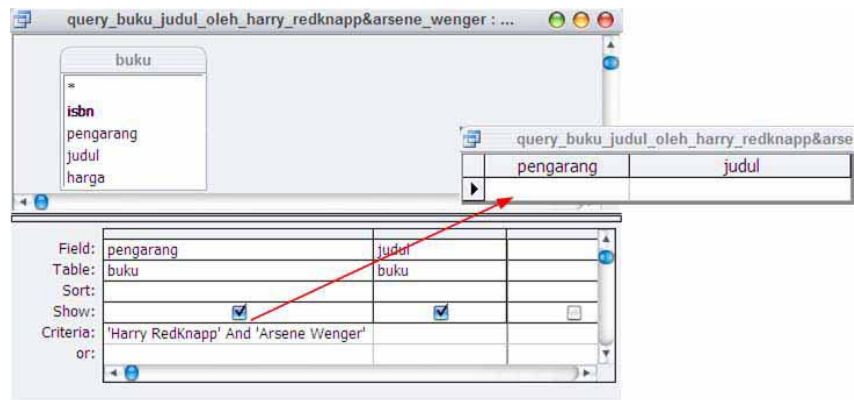 query_buku_judul_oleh_harry_redknapp&arsene_wenger : ...
buku
*
isbn
pengarang
judul
harga
query_buku_judul_oleh_harry_redknapp&arse
pengarang judul
Field: pengarang judul
Table: buku buku
Sort:
Show:
Criteria: 'Harry RedKnapp' And 'Arsene Wenger'
or: